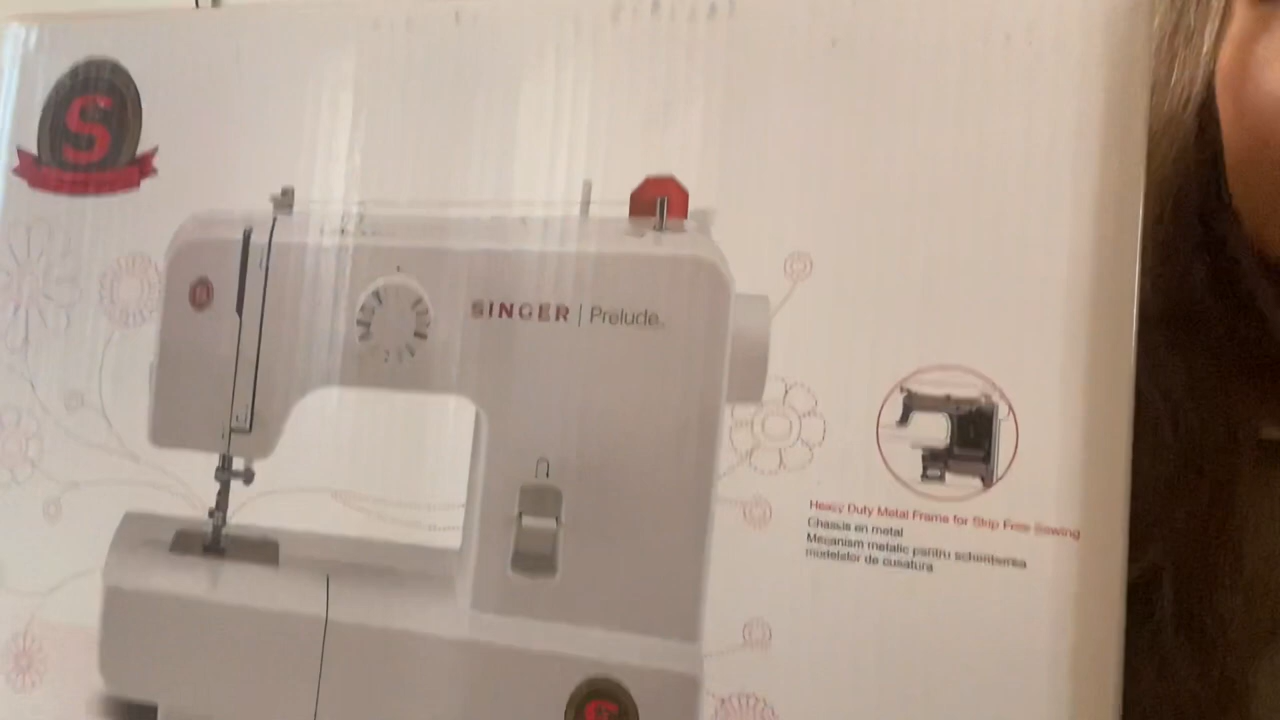 S
SINGER | Prelude
Heavy Duty Metal Frame for Skip Free Sewing
Chassis en metal
Mecanism metalic pentru schimbarea
modelelor de cusatura
S